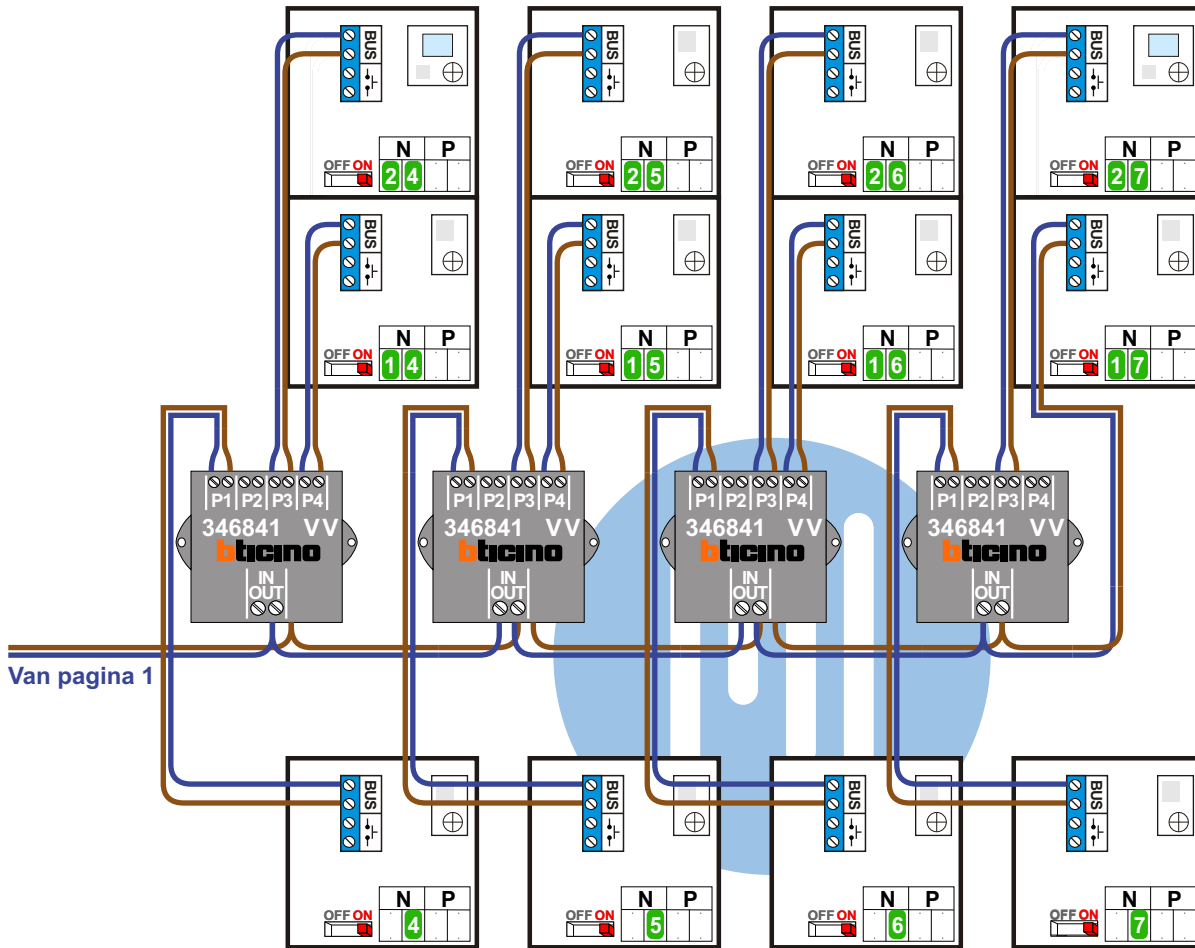 BUS BUS BUS BUS
N P N P N P N P
OFF ON 2 4 OFF ON 2 5 OFF ON 2 6 OFF ON 2 7
BUS BUS BUS BUS
N P N P N P N P
OFF ON 1 4 OFF ON 1 5 OFF ON 1 6 OFF ON 1 7
P1 P2 P3 P4 P1 P2 P3 P4 P1 P2 P3 P4 P1 P2 P3 P4
346841 VV 346841 VV 346841 VV 346841 VV
bticino bticino bticino bticino
IN IN IN IN
OUT OUT OUT OUT
Van pagina 1
BUS BUS BUS BUS
N P N P N P N P
OFF ON 4 OFF ON 5 OFF ON 6 OFF ON 7